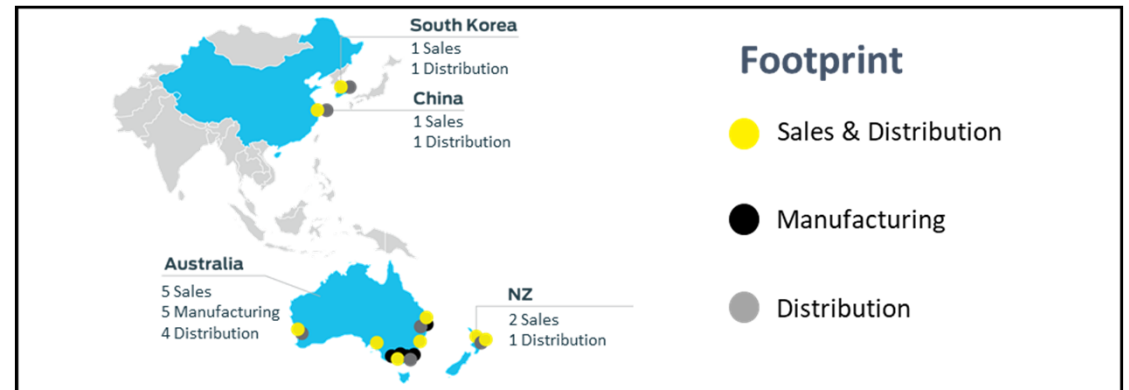 South Korea
1 Sales
1 Distribution
China
1 Sales
1 Distribution
Australia
5 Sales
5 Manufacturing
4 Distribution
NZ
2 Sales
1 Distribution
Footprint
Sales & Distribution
Manufacturing
Distribution